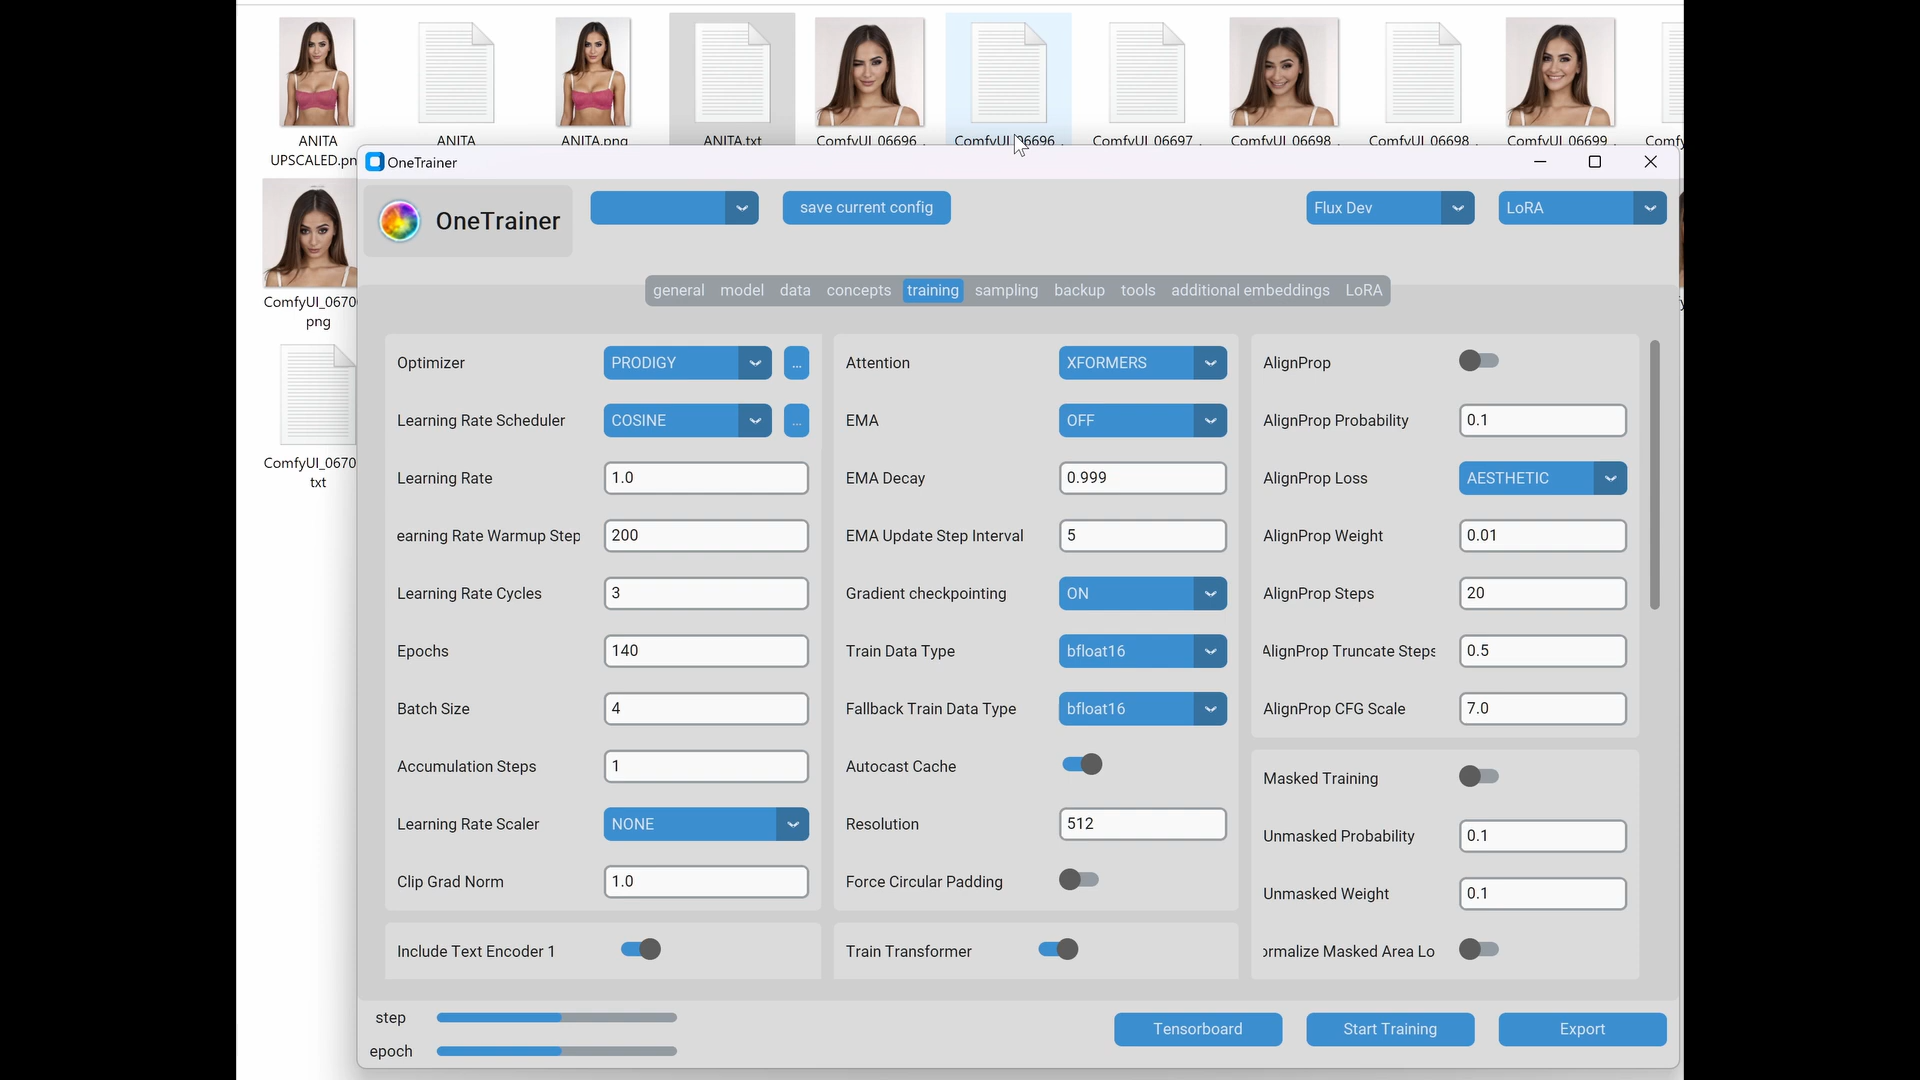 ANITA
UPSCALED.pn
ANITA
ANITA.png
ANITA.txt
ComfyUI_06696_.
ComfyUI_06696_.
ComfyUI_06697_.
ComfyUI_06698_.
ComfyUI_06698_.
ComfyUI_06699_.
Comfy
ComfyUI_0670
png
ComfyUI_0670
txt
OneTrainer
OneTrainer
save current config
Flux Dev
LoRA
general
model
data
concepts
training
sampling
backup
tools
additional embeddings
LoRA
Optimizer
PRODIGY
...
Learning Rate Scheduler
COSINE
...
Learning Rate
1.0
earning Rate Warmup Step
200
Learning Rate Cycles
3
Epochs
140
Batch Size
4
Accumulation Steps
1
Learning Rate Scaler
NONE
Clip Grad Norm
1.0
Include Text Encoder 1
Attention
XFORMERS
EMA
OFF
EMA Decay
0.999
EMA Update Step Interval
5
Gradient checkpointing
ON
Train Data Type
bfloat16
Fallback Train Data Type
bfloat16
Autocast Cache
Resolution
512
Force Circular Padding
Train Transformer
AlignProp
AlignProp Probability
0.1
AlignProp Loss
AESTHETIC
AlignProp Weight
0.01
AlignProp Steps
20
AlignProp Truncate Steps
0.5
AlignProp CFG Scale
7.0
Masked Training
Unmasked Probability
0.1
Unmasked Weight
0.1
ormalize Masked Area Lo
step
epoch
Tensorboard
Start Training
Export